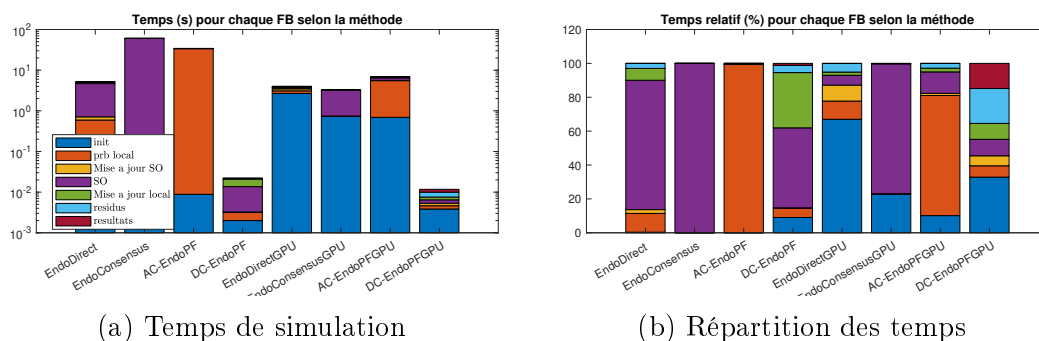 Temps (s) pour chaque FB selon la méthode
10^2
10^1
10^0
10^-1
10^-2
10^-3
init
prb local
Mise a jour SO
SO
Mise a jour local
residus
resultats
EndoDirect
EndoConsensus
AC-EndoPF
DC-EndoPF
EndoDirectGPU
EndoConsensusGPU
AC-EndoPFGPU
DC-EndoPFGPU
(a) Temps de simulation
Temps relatif (%) pour chaque FB selon la méthode
120
100
80
60
40
20
0
EndoDirect
EndoConsensus
AC-EndoPF
DC-EndoPF
EndoDirectGPU
EndoConsensusGPU
AC-EndoPFGPU
DC-EndoPFGPU
(b) Répartition des temps